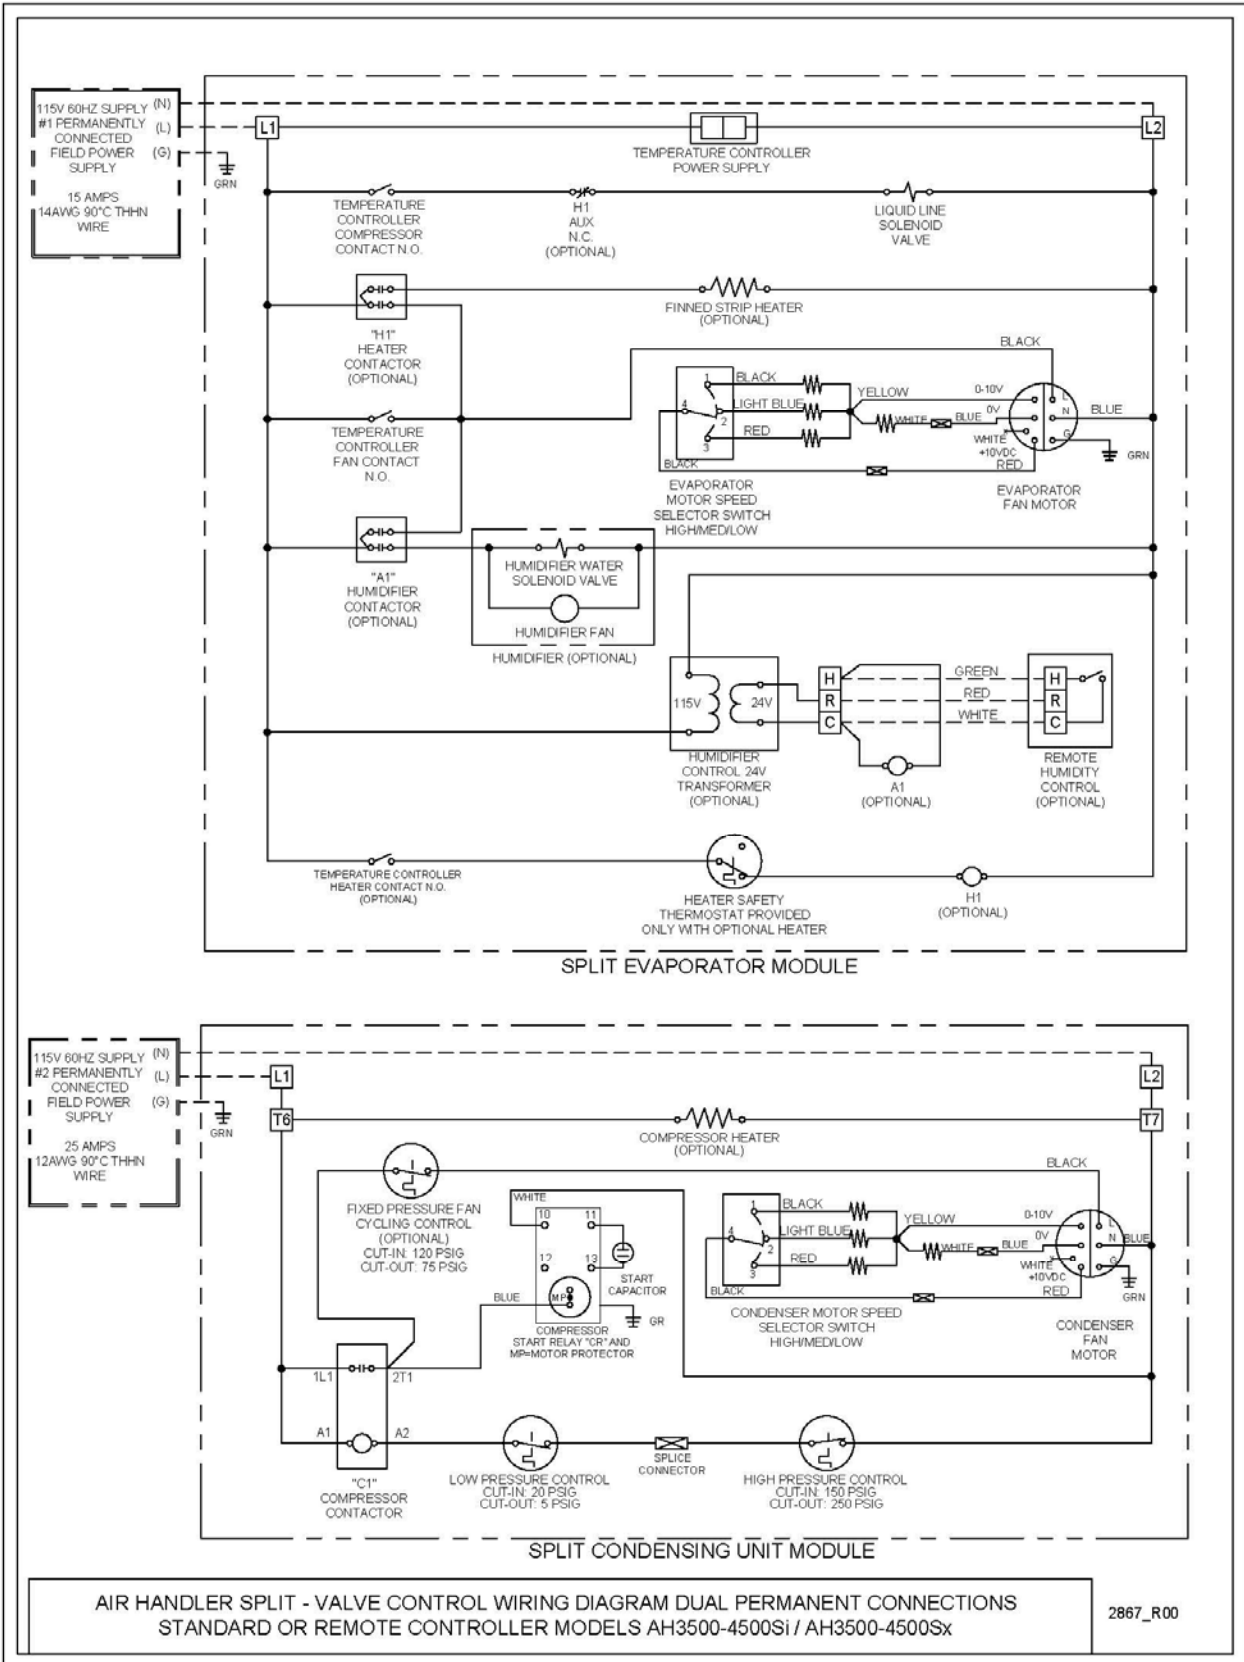 115V 60HZ SUPPLY (N)
#1 PERMANENTLY (L)
CONNECTED
FIELD POWER (G)
SUPPLY
15 AMPS
14AWG 90°C THHN
WIRE
GRN
L1
L2
TEMPERATURE CONTROLLER
POWER SUPPLY
TEMPERATURE
CONTROLLER
COMPRESSOR
CONTACT N.O.
H1
AUX
N.C.
(OPTIONAL)
LIQUID LINE
SOLENOID
VALVE
"H1"
HEATER
CONTACTOR
(OPTIONAL)
FINNED STRIP HEATER
(OPTIONAL)
TEMPERATURE
CONTROLLER
FAN CONTACT
N.O.
BLACK
1
BLACK
4
LIGHT BLUE
2
RED
3
BLACK
YELLOW
0-10V
WHITE
BLUE
0V
WHITE
+10VDC
RED
L
N
G
BLUE
GRN
EVAPORATOR
MOTOR SPEED
SELECTOR SWITCH
HIGH/MED/LOW
EVAPORATOR
FAN MOTOR
"A1"
HUMIDIFIER
CONTACTOR
(OPTIONAL)
HUMIDIFIER WATER
SOLENOID VALVE
HUMIDIFIER FAN
HUMIDIFIER (OPTIONAL)
115V
24V
HUMIDIFIER
CONTROL 24V
TRANSFORMER
(OPTIONAL)
H
R
C
GREEN
RED
WHITE
H
R
C
A1
(OPTIONAL)
REMOTE
HUMIDITY
CONTROL
(OPTIONAL)
TEMPERATURE CONTROLLER
HEATER CONTACT N.O.
(OPTIONAL)
HEATER SAFETY
THERMOSTAT PROVIDED
ONLY WITH OPTIONAL HEATER
H1
(OPTIONAL)
SPLIT EVAPORATOR MODULE
115V 60HZ SUPPLY (N)
#2 PERMANENTLY (L)
CONNECTED
FIELD POWER (G)
SUPPLY
25 AMPS
12AWG 90°C THHN
WIRE
GRN
L1
L2
T6
T7
COMPRESSOR HEATER
(OPTIONAL)
FIXED PRESSURE FAN
CYCLING CONTROL
(OPTIONAL)
CUT-IN: 120 PSIG
CUT-OUT: 75 PSIG
WHITE
10
11
12
13
MP
BLUE
START
CAPACITOR
GR
COMPRESSOR
START RELAY "CR" AND
MP=MOTOR PROTECTOR
BLACK
1
BLACK
4
LIGHT BLUE
2
RED
3
BLACK
YELLOW
0-10V
WHITE
BLUE
0V
WHITE
+10VDC
RED
L
N
G
BLUE
GRN
CONDENSER MOTOR SPEED
SELECTOR SWITCH
HIGH/MED/LOW
CONDENSER
FAN
MOTOR
1L1
2T1
A1
A2
"C1"
COMPRESSOR
CONTACTOR
LOW PRESSURE CONTROL
CUT-IN: 20 PSIG
CUT-OUT: 5 PSIG
SPLICE
CONNECTOR
HIGH PRESSURE CONTROL
CUT-IN: 150 PSIG
CUT-OUT: 250 PSIG
SPLIT CONDENSING UNIT MODULE
AIR HANDLER SPLIT - VALVE CONTROL WIRING DIAGRAM DUAL PERMANENT CONNECTIONS
STANDARD OR REMOTE CONTROLLER MODELS AH3500-4500Si / AH3500-4500Sx
2867_R00